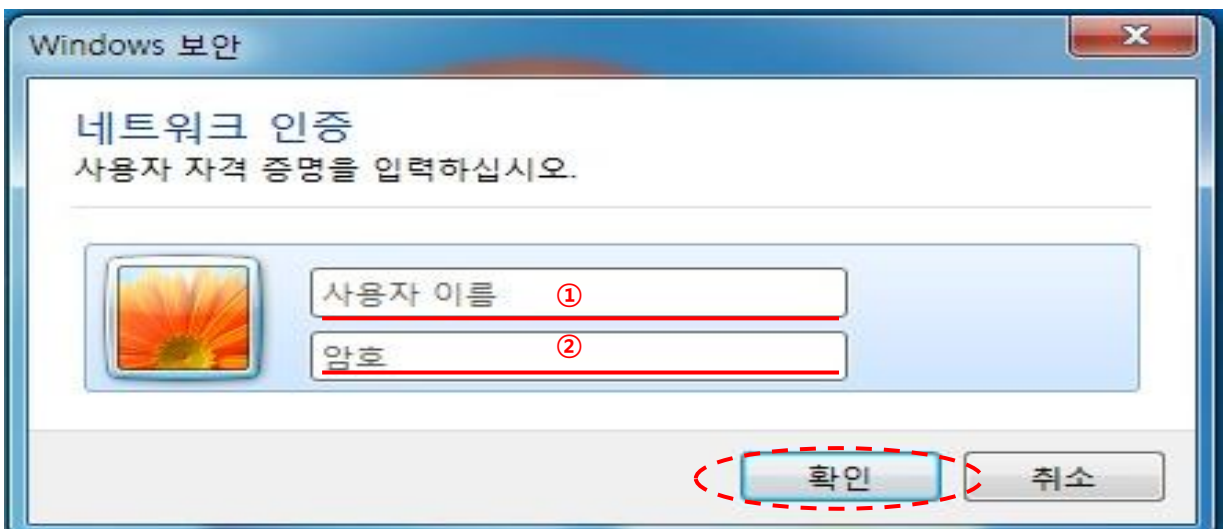 Windows 보안
네트워크 인증
사용자 자격 증명을 입력하십시오.
사용자 이름 ①
암호 ②
확인 취소